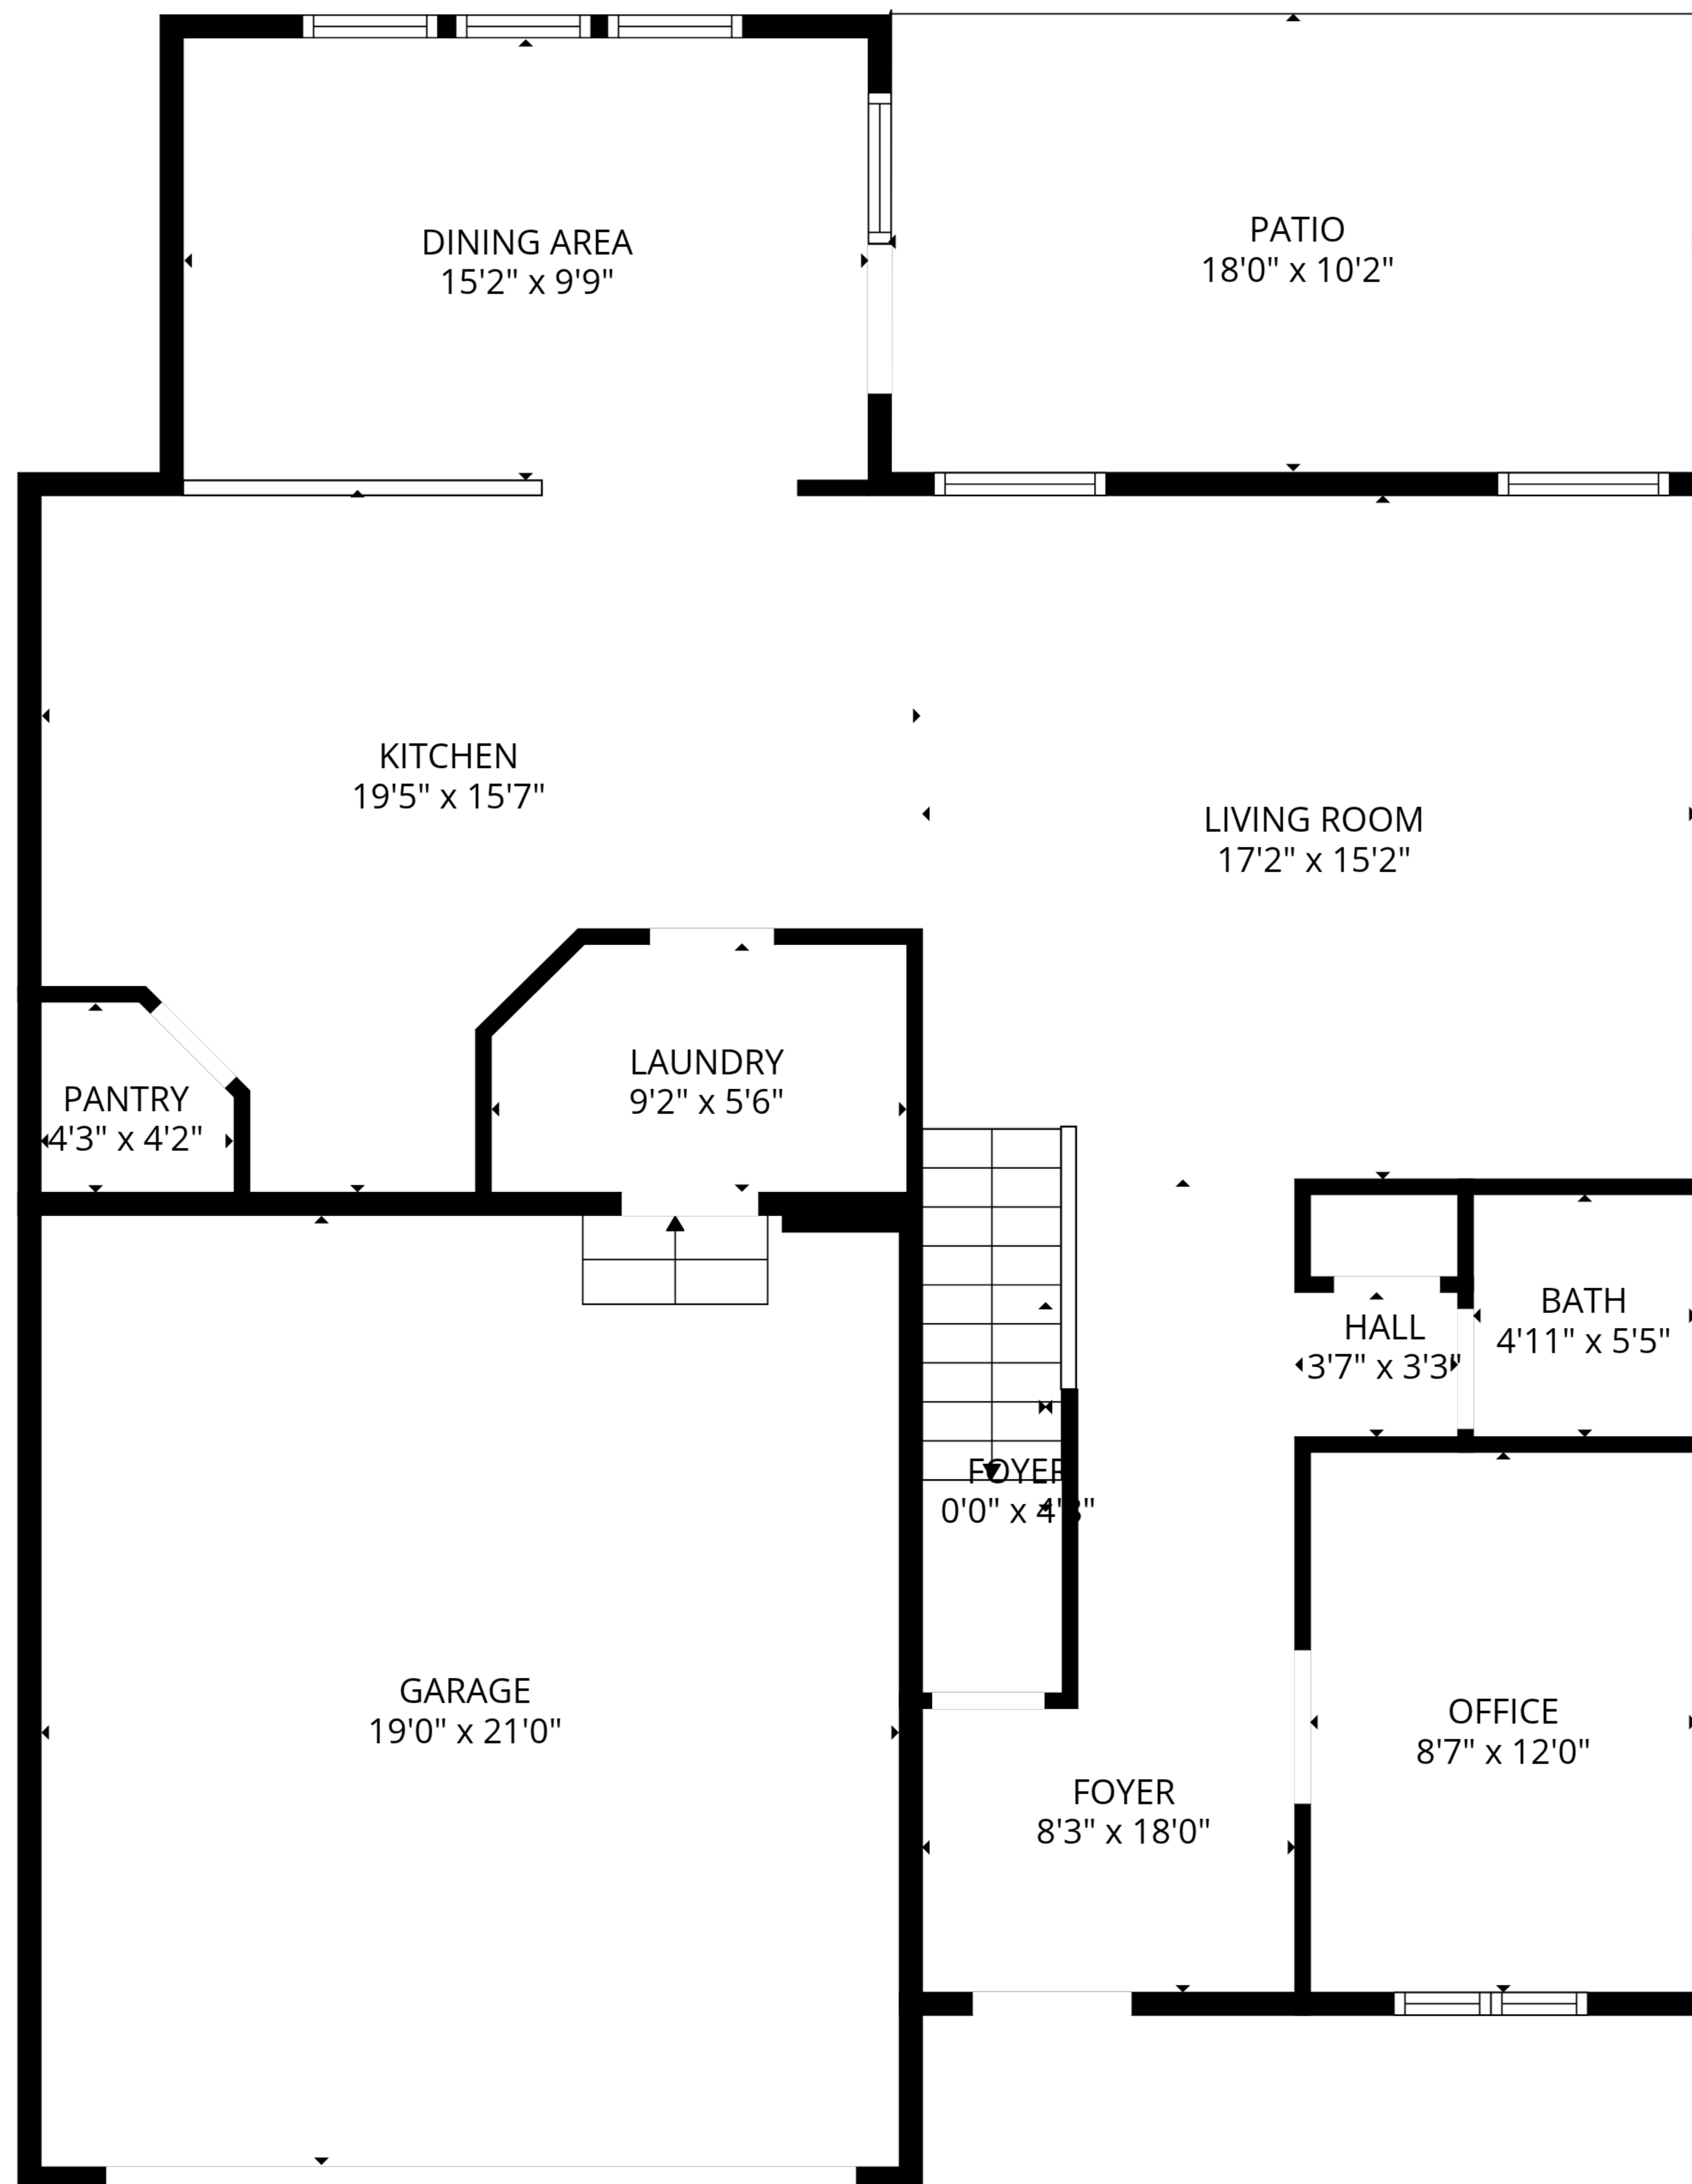 DINING AREA
15'2" x 9'9"
PATIO
18'0" x 10'2"
KITCHEN
19'5" x 15'7"
LIVING ROOM
17'2" x 15'2"
LAUNDRY
9'2" x 5'6"
PANTRY
4'3" x 4'2"
BATH
4'11" x 5'5"
HALL
3'7" x 3'3"
FOYER
0'0" x
GARAGE
19'0" x 21'0"
OFFICE
8'7" x 12'0"
FOYER
8'3" x 18'0"